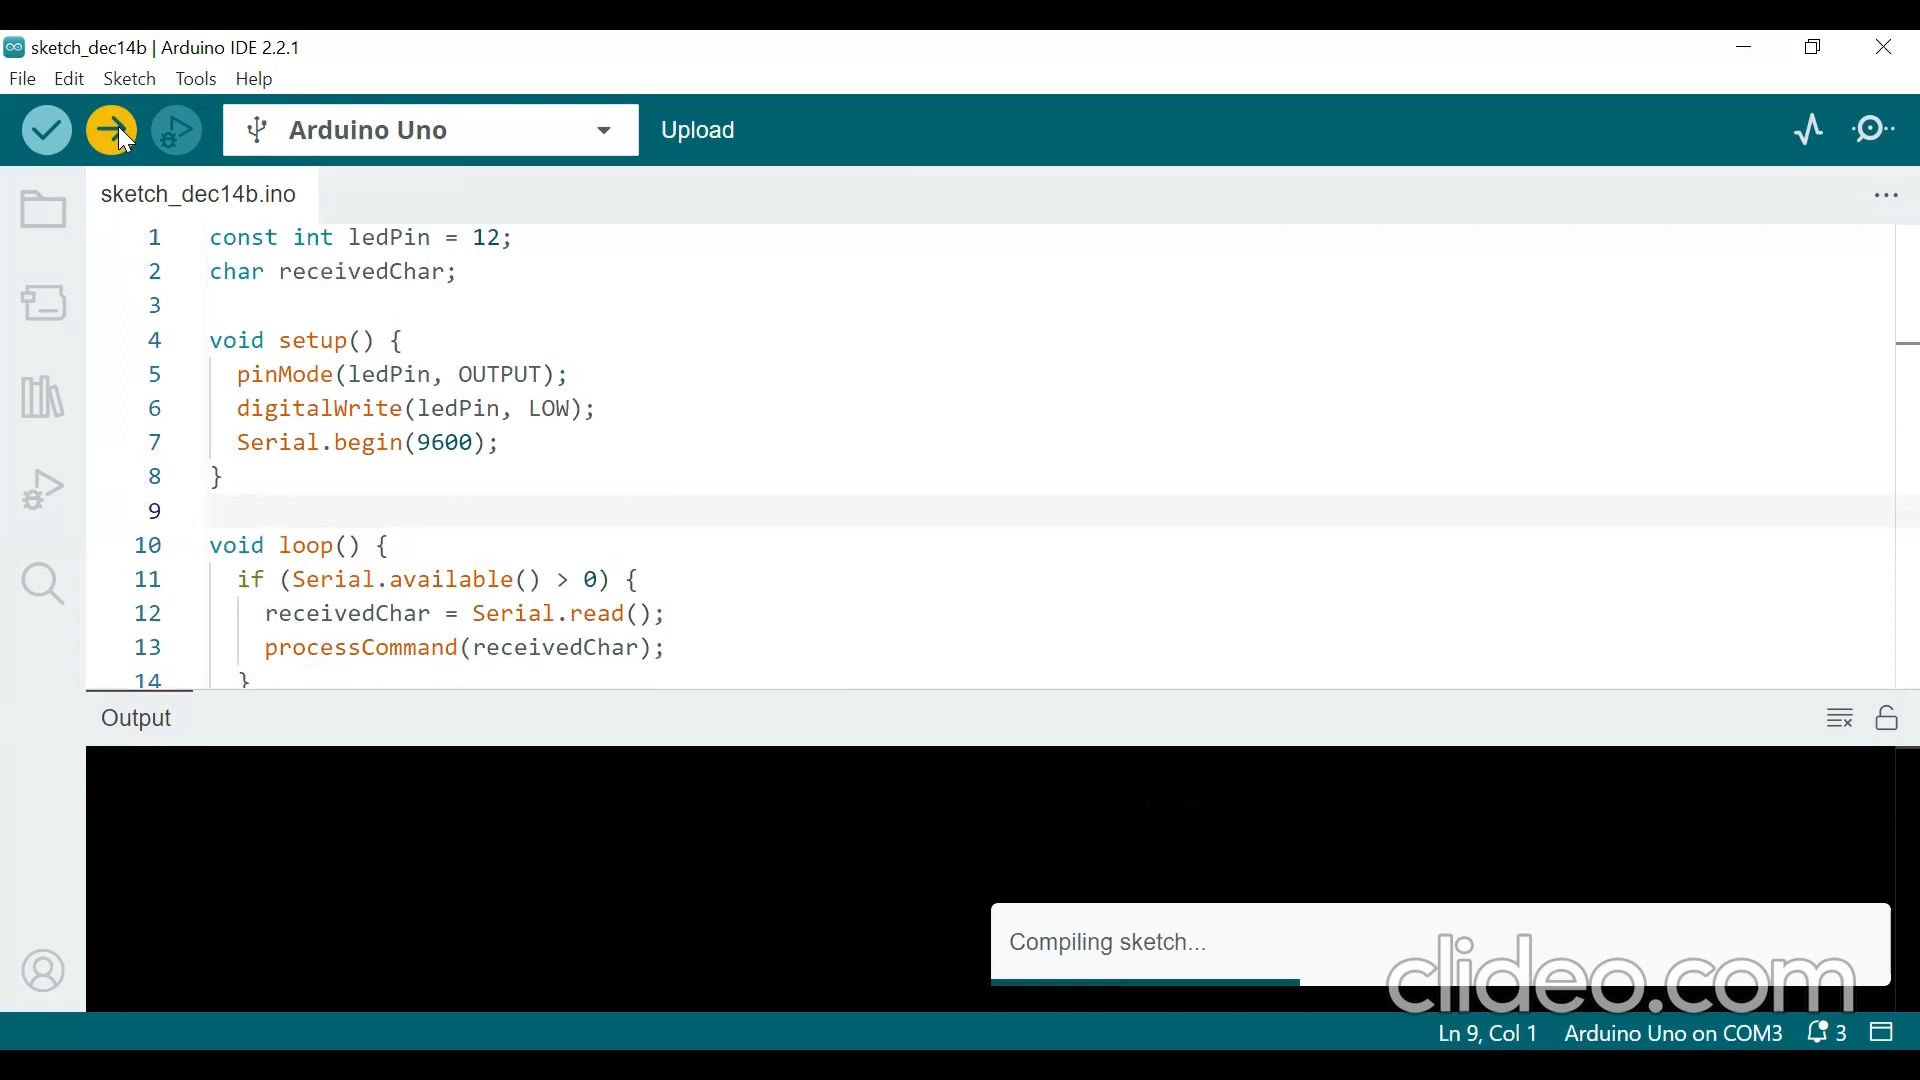 sketch_dec14b | Arduino IDE 2.2.1
File Edit Sketch Tools Help
Arduino Uno
Upload
sketch_dec14b.ino
1 const int ledPin = 12;
2 char receivedChar;
3
4 void setup() {
5 pinMode(ledPin, OUTPUT);
6 digitalWrite(ledPin, LOW);
7 Serial.begin(9600);
8 }
9
10 void loop() {
11 if (Serial.available() > 0) {
12 receivedChar = Serial.read();
13 processCommand(receivedChar);
14 }
Output
Compiling sketch...
clideo.com
Ln 9, Col 1 Arduino Uno on COM3 3